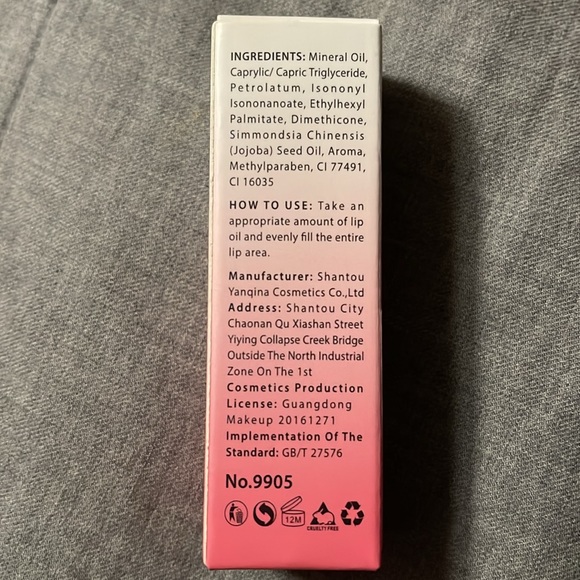 INGREDIENTS: Mineral Oil,
Caprylic/ Capric Triglyceride,
Petrolatum, Isononyl
Isononanoate, Ethylhexyl
Palmitate, Dimethicone,
Simmondsia Chinensis
(Jojoba) Seed Oil, Aroma,
Methylparaben, CI 77491,
CI 16035
HOW TO USE: Take an
appropriate amount of lip
oil and evenly fill the entire
lip area.
Manufacturer: Shantou
Yanqina Cosmetics Co.,Ltd
Address: Shantou City
Chaonan Qu Xiashan Street
Yiying Collapse Creek Bridge
Outside The North Industrial
Zone On The 1st
Cosmetics Production
License: Guangdong
Makeup 20161271
Implementation Of The
Standard: GB/T 27576
No.9905
12M
CRUELTY FREE